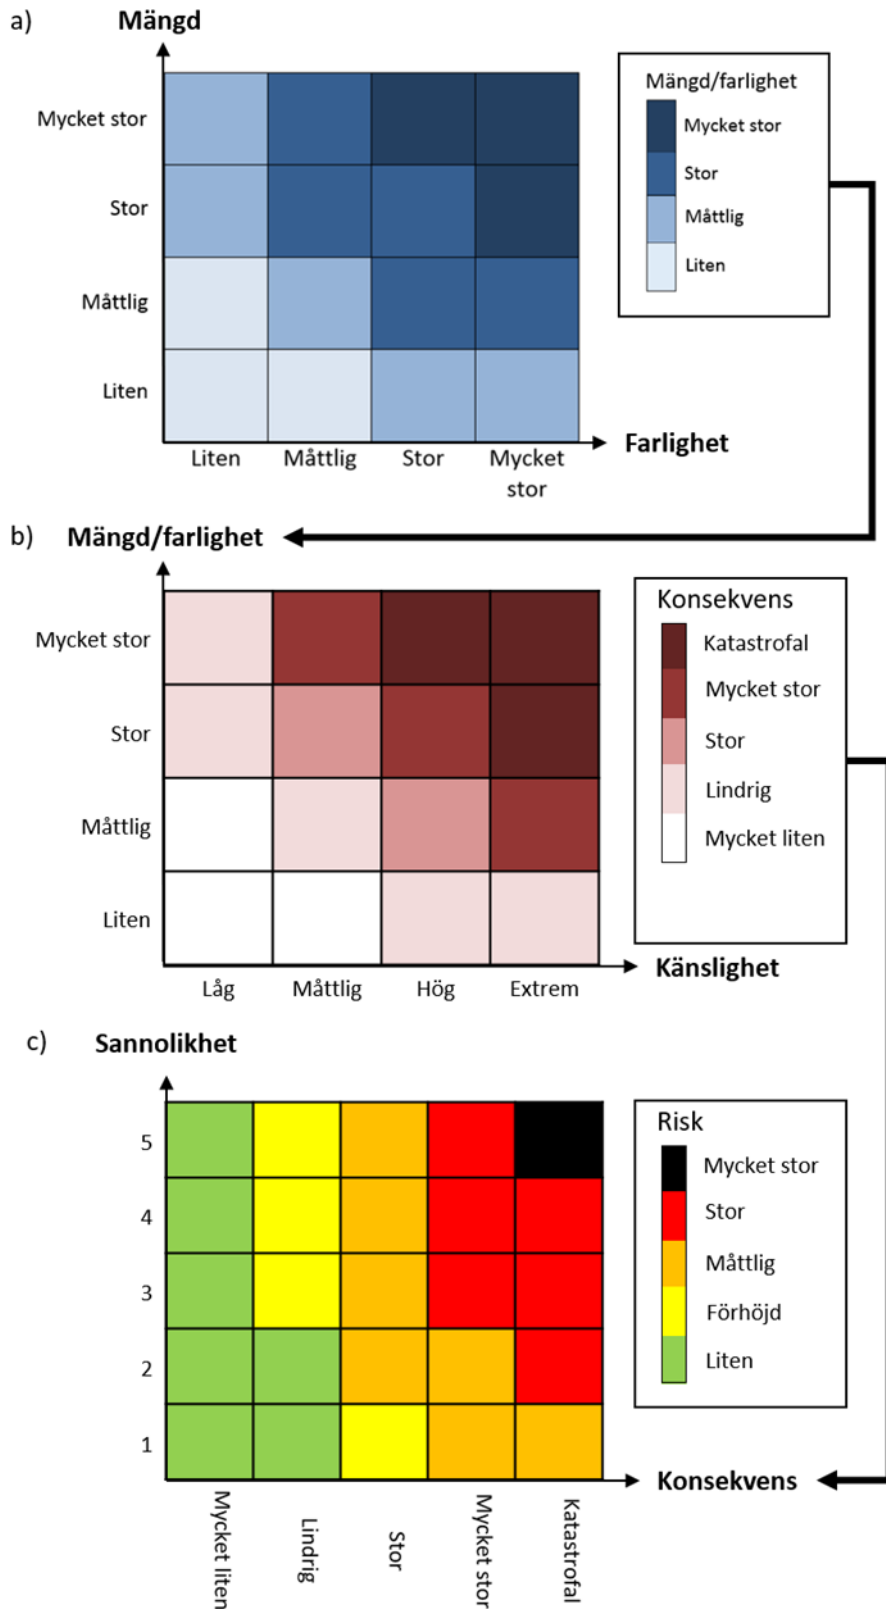 a)
Mängd
Mycket stor
Stor
Måttlig
Liten
Liten
Måttlig
Stor
Mycket
stor
Farlighet
Mängd/farlighet
Mycket stor
Stor
Måttlig
Liten
b)
Mängd/farlighet
Mycket stor
Stor
Måttlig
Liten
Låg
Måttlig
Hög
Extrem
Känslighet
Konsekvens
Katastrofal
Mycket stor
Stor
Lindrig
Mycket liten
c)
Sannolikhet
5
4
3
2
1
Mycket liten
Lindrig
Stor
Mycket stor
Katastrofal
Konsekvens
Risk
Mycket stor
Stor
Måttlig
Förhöjd
Liten